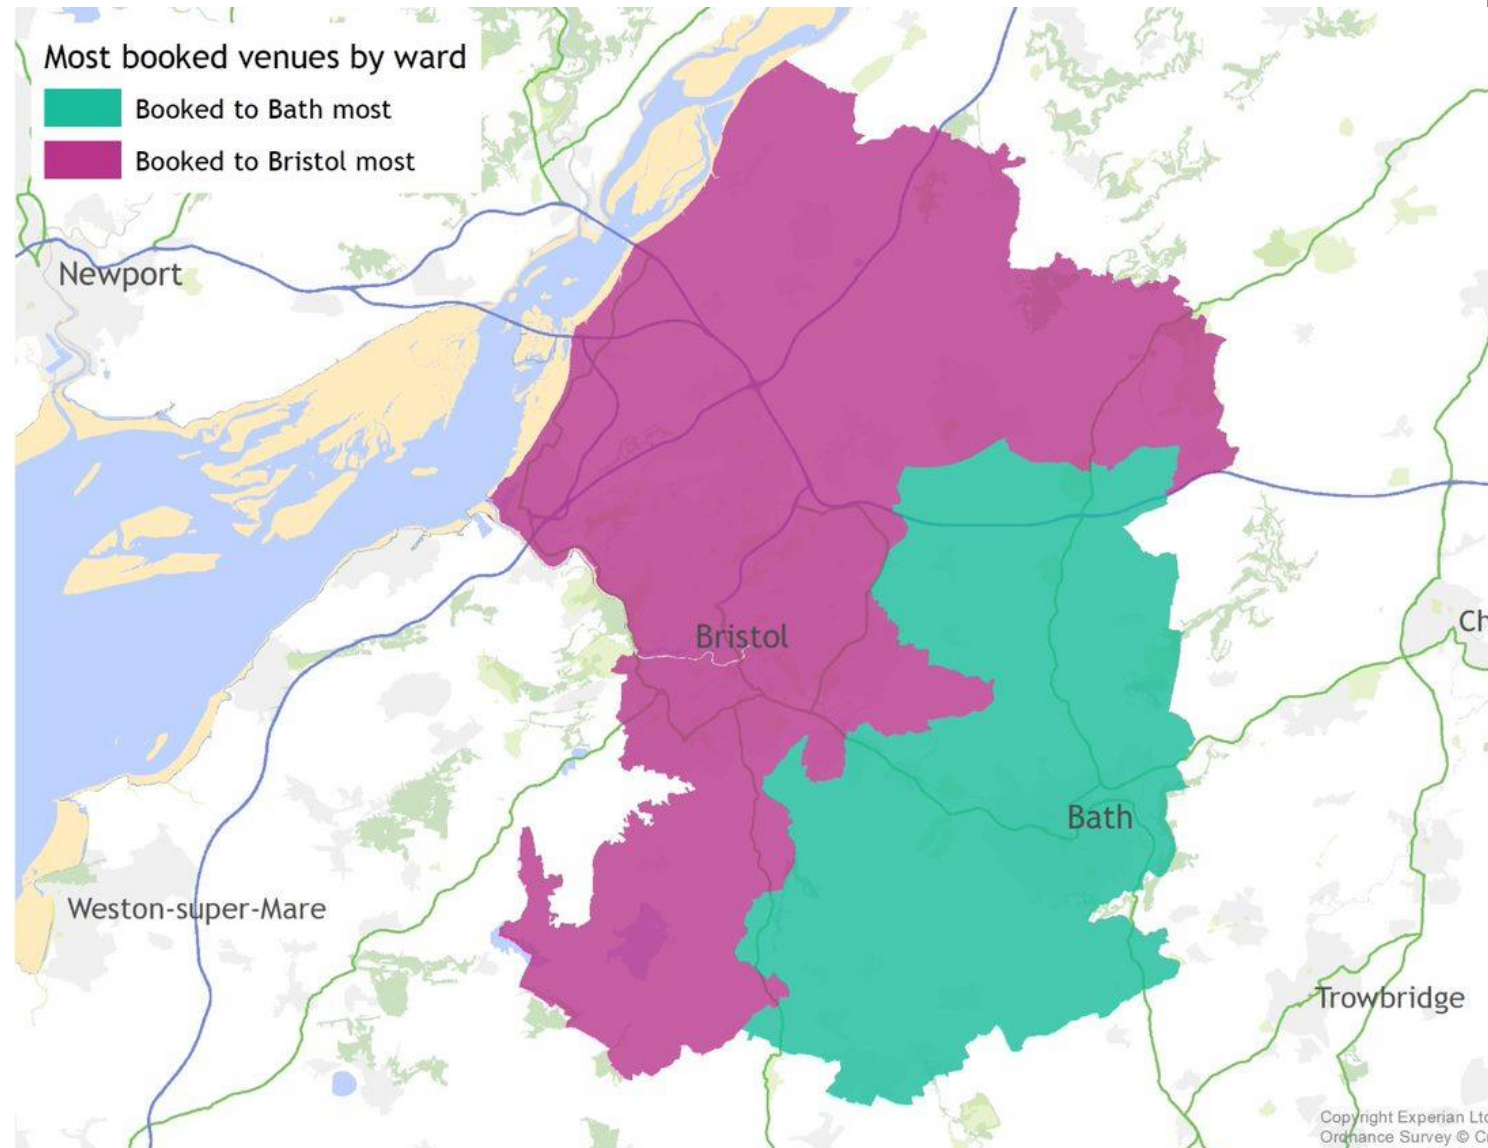 Most booked venues by ward
Booked to Bath most
Booked to Bristol most
Newport
Bristol
Ch
Bath
Weston-super-Mare
Trowbridge
Copyright Experian Ltd
Ordnance Survey © C